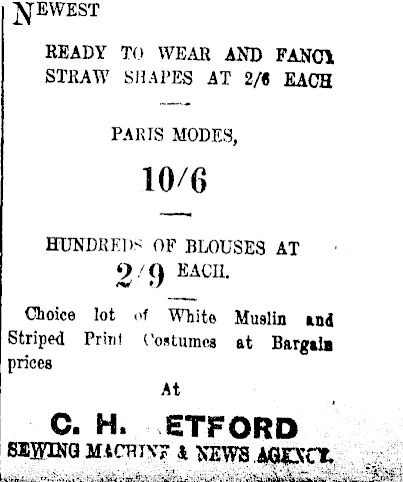 NEWEST
READY TO WEAR AND FANCY
STRAW SHAPES AT 2/6 EACH
PARIS MODES,
10/6
HUNDREDS OF BLOUSES AT
2/9 EACH.
Choice lot of White Muslin and
Striped Print Costumes at Bargain
prices
At
C. H. ETFORD
SEWING MACHINE & NEWS AGENCY.